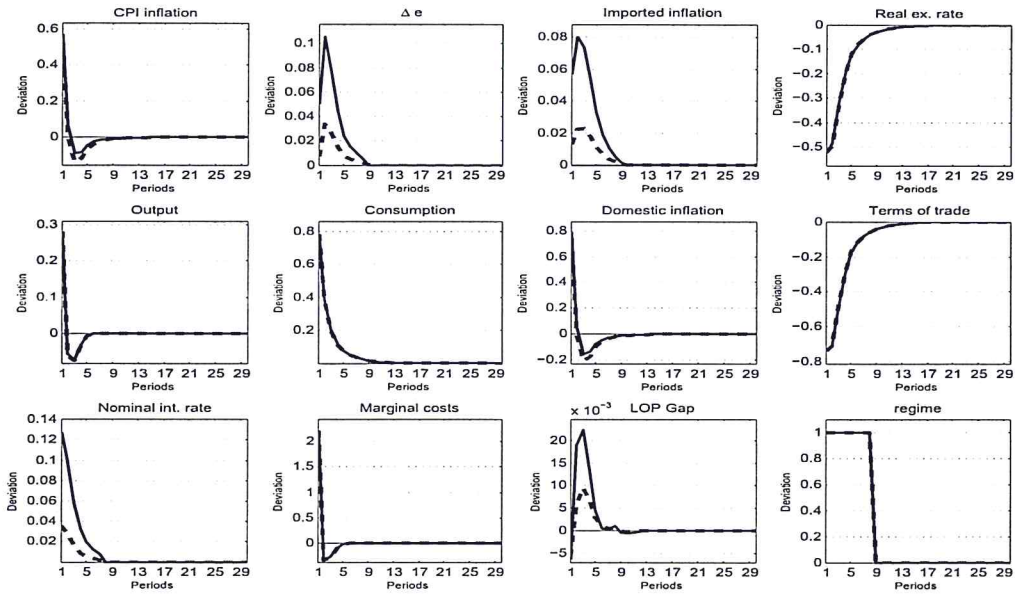 CPI inflation
0.6
0.4
0.2
0
Deviation
1 5 9 13 17 21 25 29
Periods
Δ e
0.1
0.08
0.06
0.04
0.02
0
Deviation
1 5 9 13 17 21 25 29
Periods
Imported inflation
0.08
0.06
0.04
0.02
0
Deviation
1 5 9 13 17 21 25 29
Periods
Real ex. rate
0
−0.1
−0.2
−0.3
−0.4
−0.5
Deviation
1 5 9 13 17 21 25 29
Periods
Output
0.3
0.2
0.1
0
Deviation
1 5 9 13 17 21 25 29
Periods
Consumption
0.8
0.6
0.4
0.2
Deviation
1 5 9 13 17 21 25 29
Periods
Domestic inflation
0.8
0.6
0.4
0.2
0
−0.2
Deviation
1 5 9 13 17 21 25 29
Periods
Terms of trade
0
−0.2
−0.4
−0.6
−0.8
Deviation
1 5 9 13 17 21 25 29
Periods
Nominal int. rate
0.14
0.12
0.1
0.08
0.06
0.04
0.02
Deviation
1 5 9 13 17 21 25 29
Periods
Marginal costs
2
1.5
1
0.5
0
Deviation
1 5 9 13 17 21 25 29
Periods
LOP Gap
× 10⁻³
20
15
10
5
0
−5
Deviation
1 5 9 13 17 21 25 29
Periods
regime
1
0.8
0.6
0.4
0.2
0
Deviation
1 5 9 13 17 21 25 29
Periods